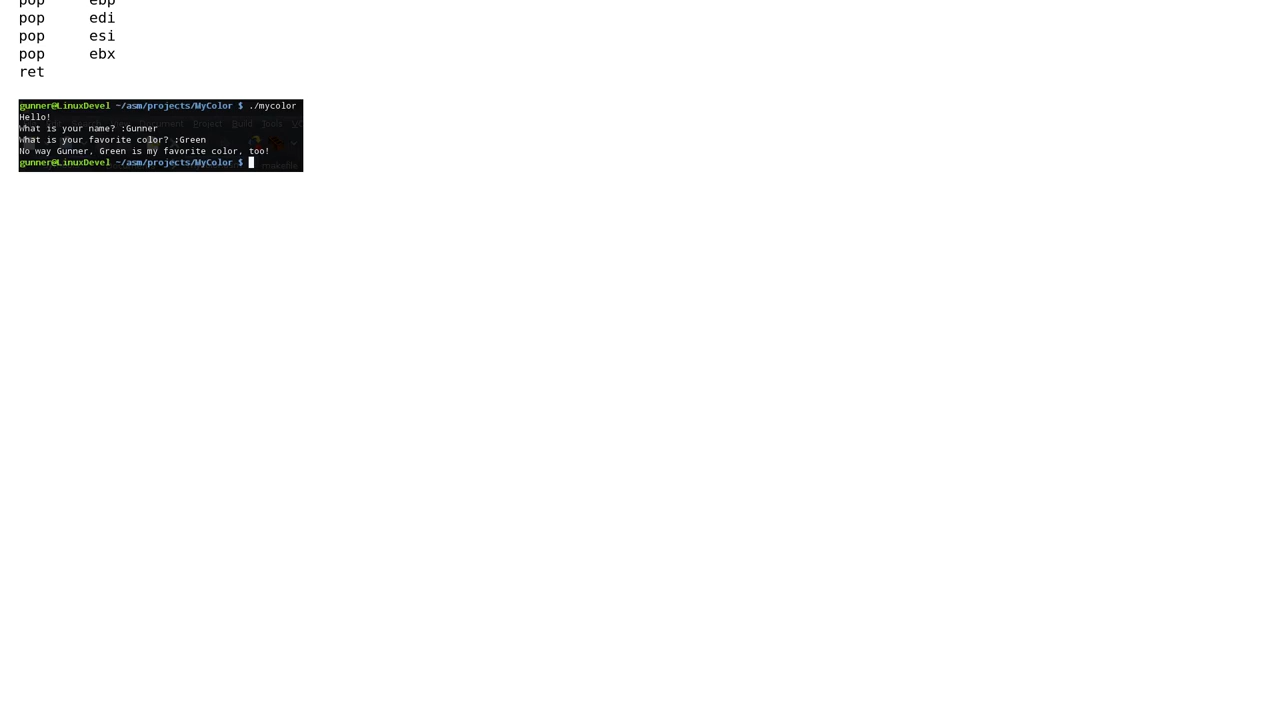 pop ebp
pop edi
pop esi
pop ebx
ret
gunner@LinuxDevel ~/asm/projects/MyColor $ ./mycolor
Hello!
What is your name? :Gunner
What is your favorite color? :Green
No way Gunner, Green is my favorite color, too!
gunner@LinuxDevel ~/asm/projects/MyColor $